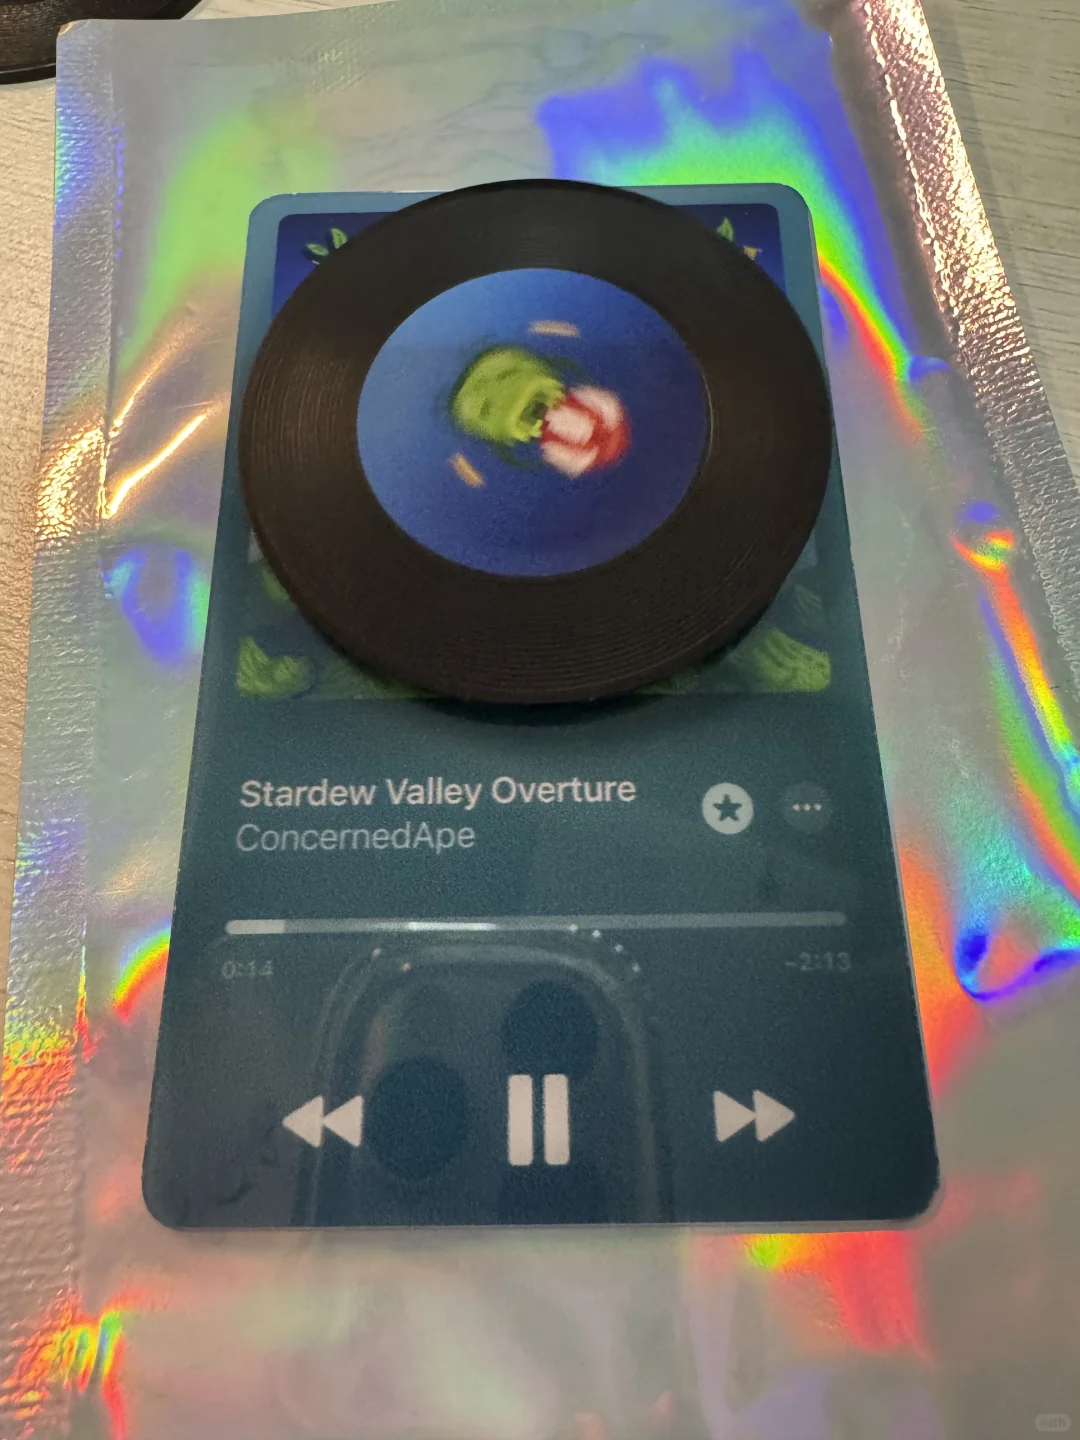 Stardew Valley Overture
ConcernedApe
0:14
-2:13